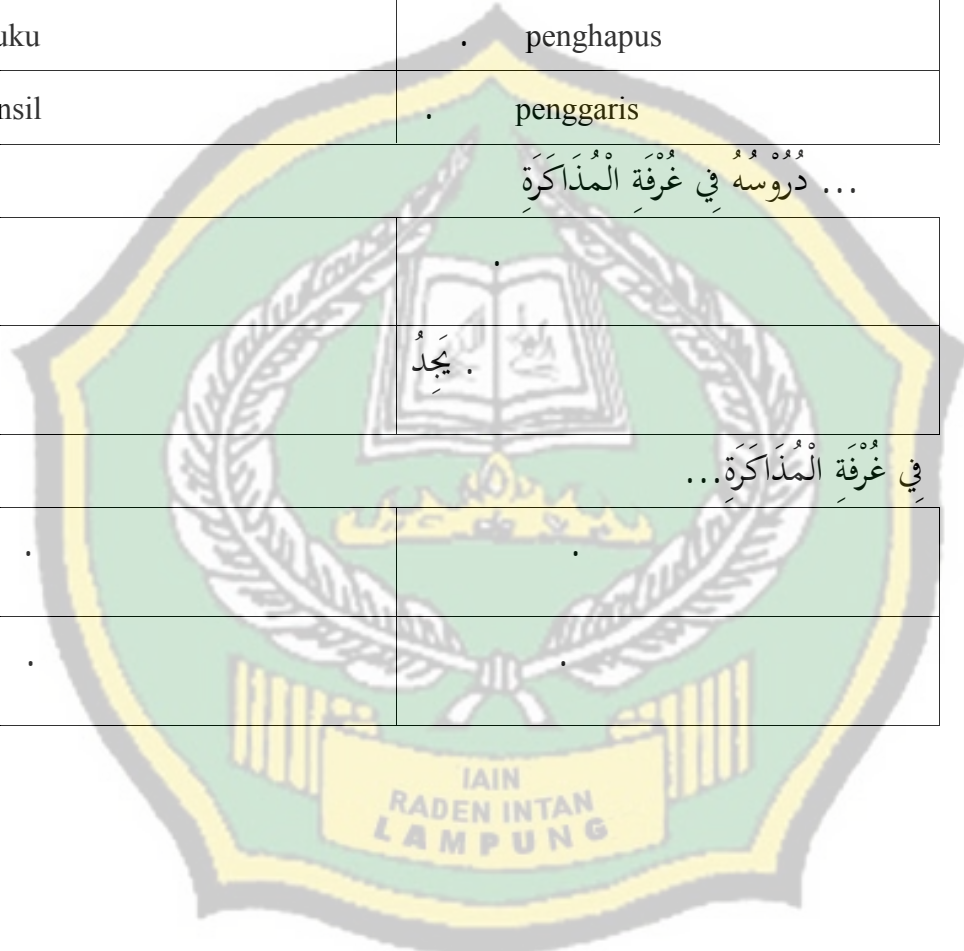 uku . penghapus
nsil . penggaris
... دُرُوْسُهُ فِي غُرْفَةِ الْمُذَاكَرَةِ
.
. يَجِدُ
فِي غُرْفَةِ الْمُذَاكَرَةِ...
. .
. .
IAIN
RADEN INTAN
LAMPUNG